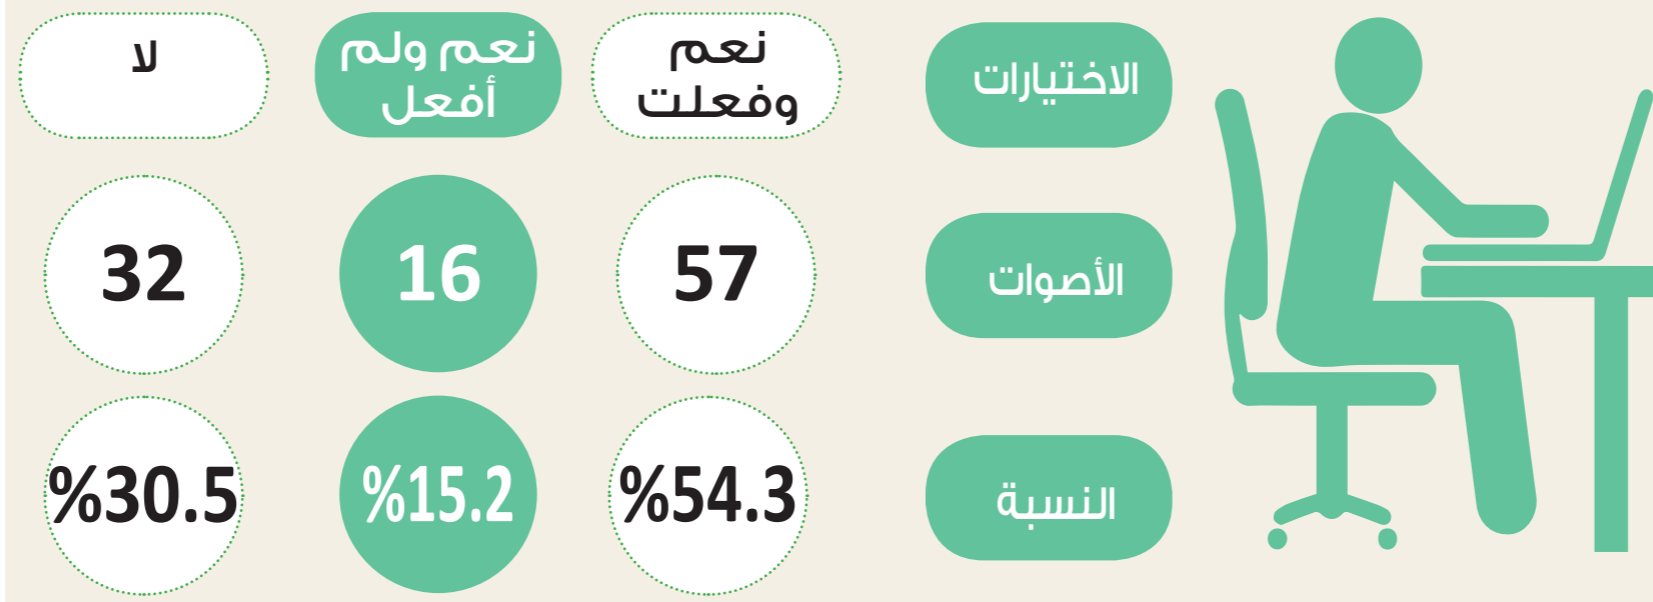 الاختيارات
نعم
وفعلت
نعم ولم
أفعل
لا
الأصوات
57
16
32
النسبة
%54.3
%15.2
%30.5